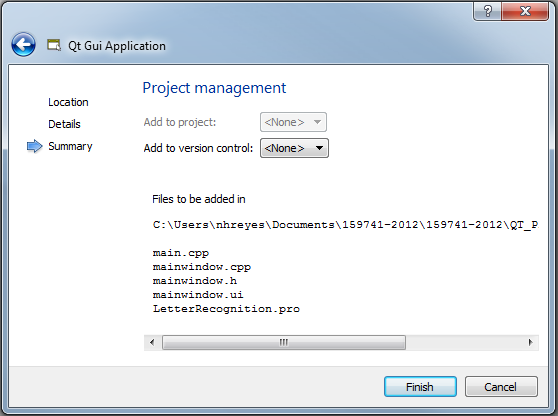 Qt Gui Application
Location
Details
Summary
Project management
Add to project: <None>
Add to version control: <None>
Files to be added in
C:\Users\nhreyes\Documents\159741-2012\159741-2012\QT_P
main.cpp
mainwindow.cpp
mainwindow.h
mainwindow.ui
LetterRecognition.pro
Finish Cancel